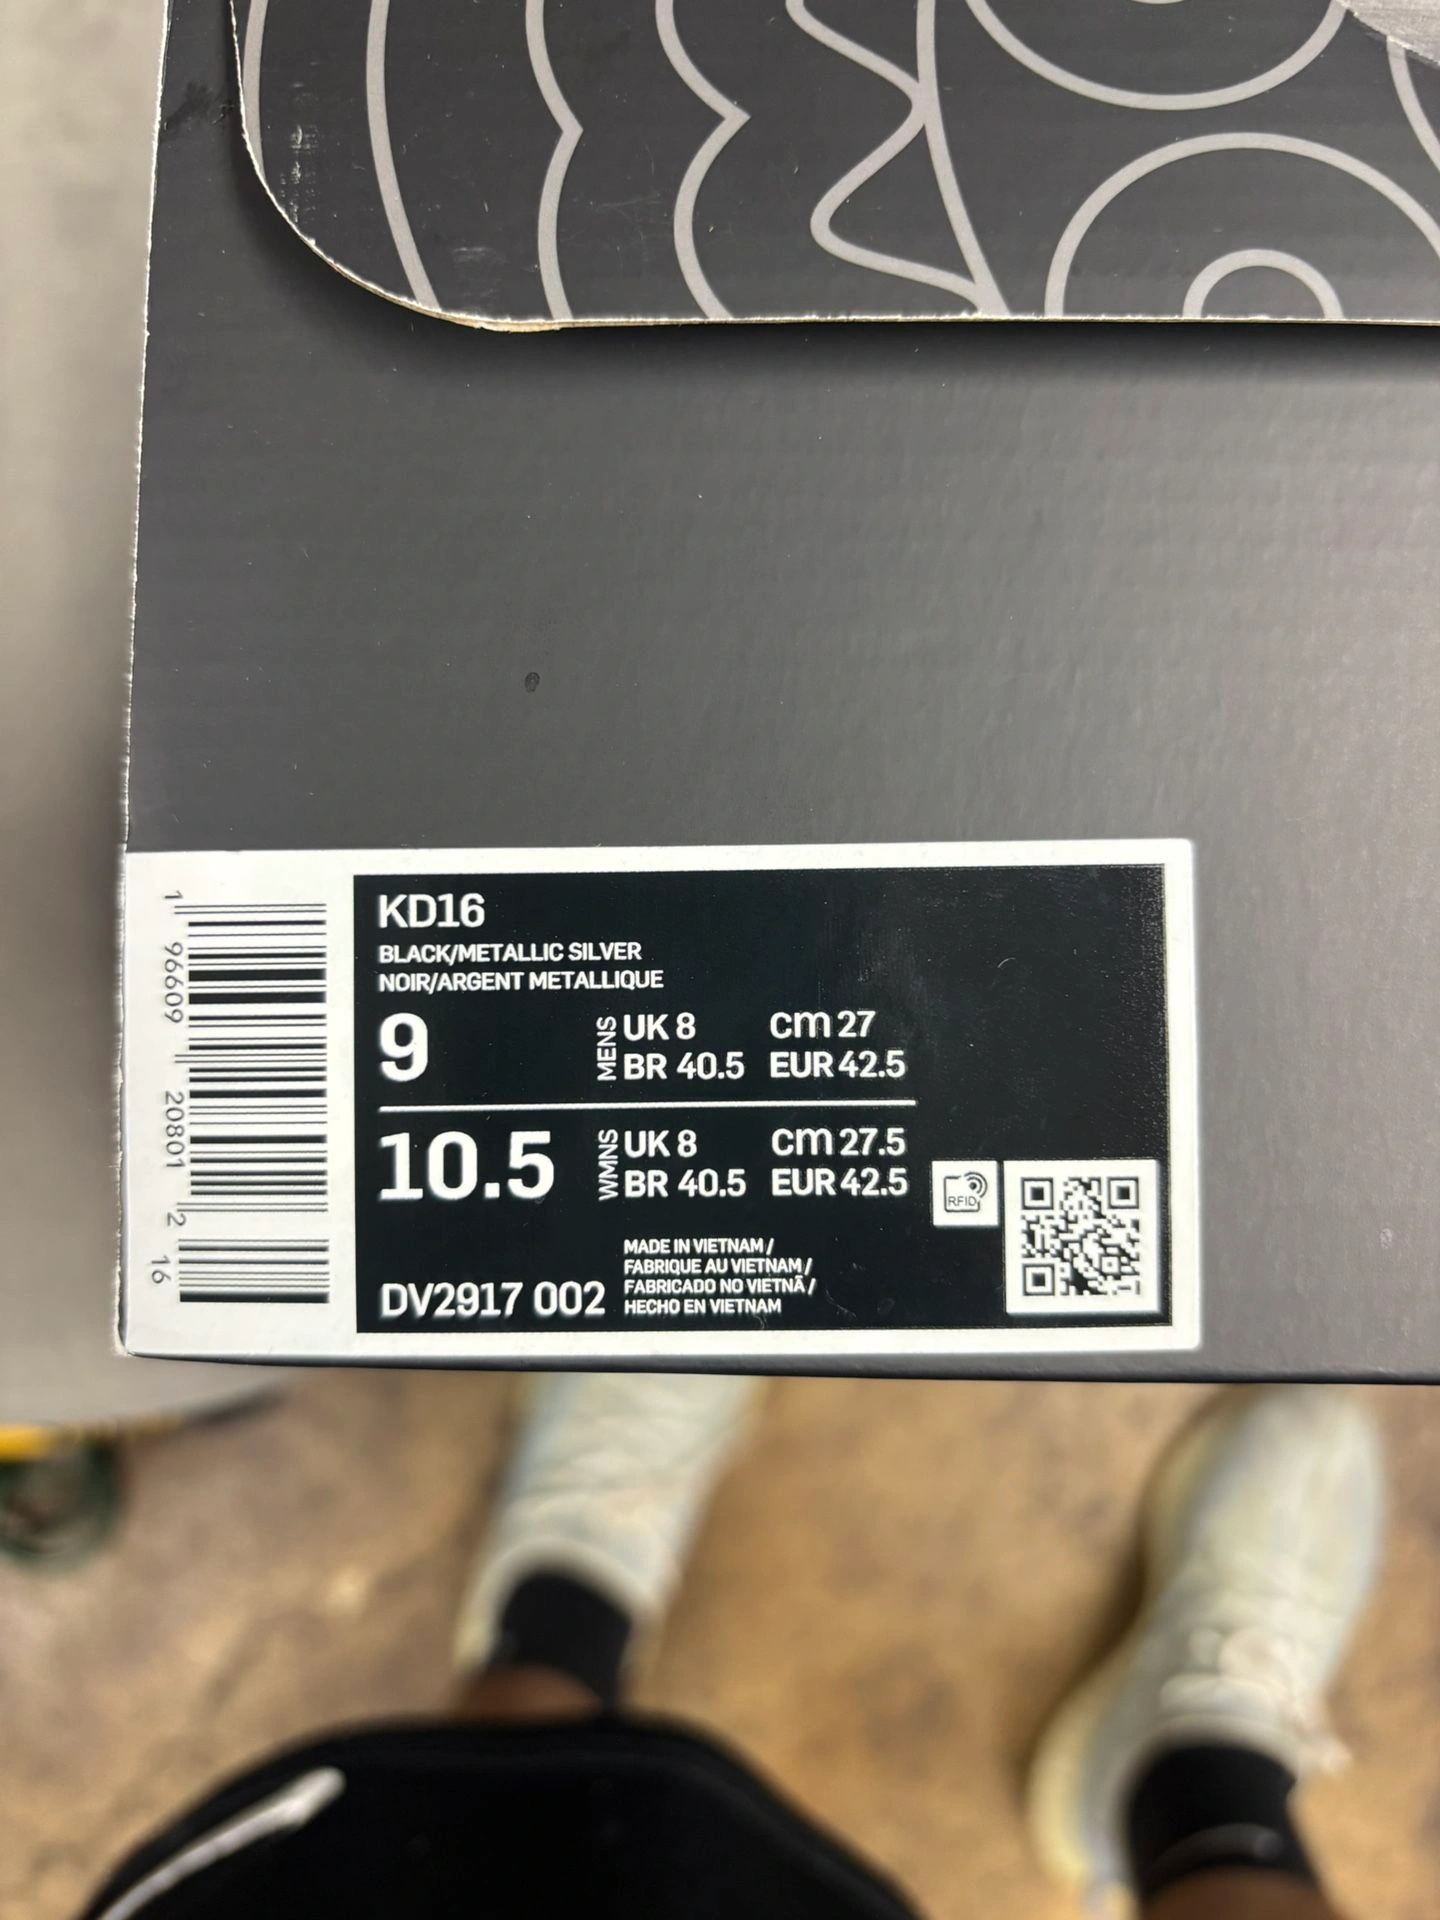 KD16
BLACK/METALLIC SILVER
NOIR/ARGENT METALLIQUE
9
MENS
UK 8 cm 27
BR 40.5 EUR 42.5
10.5
WMNS
UK 8 cm 27.5
BR 40.5 EUR 42.5
DV2917 002
MADE IN VIETNAM /
FABRIQUE AU VIETNAM /
FABRICADO NO VIETNÃ /
HECHO EN VIETNAM
RFID
1 96609 20801 2 16